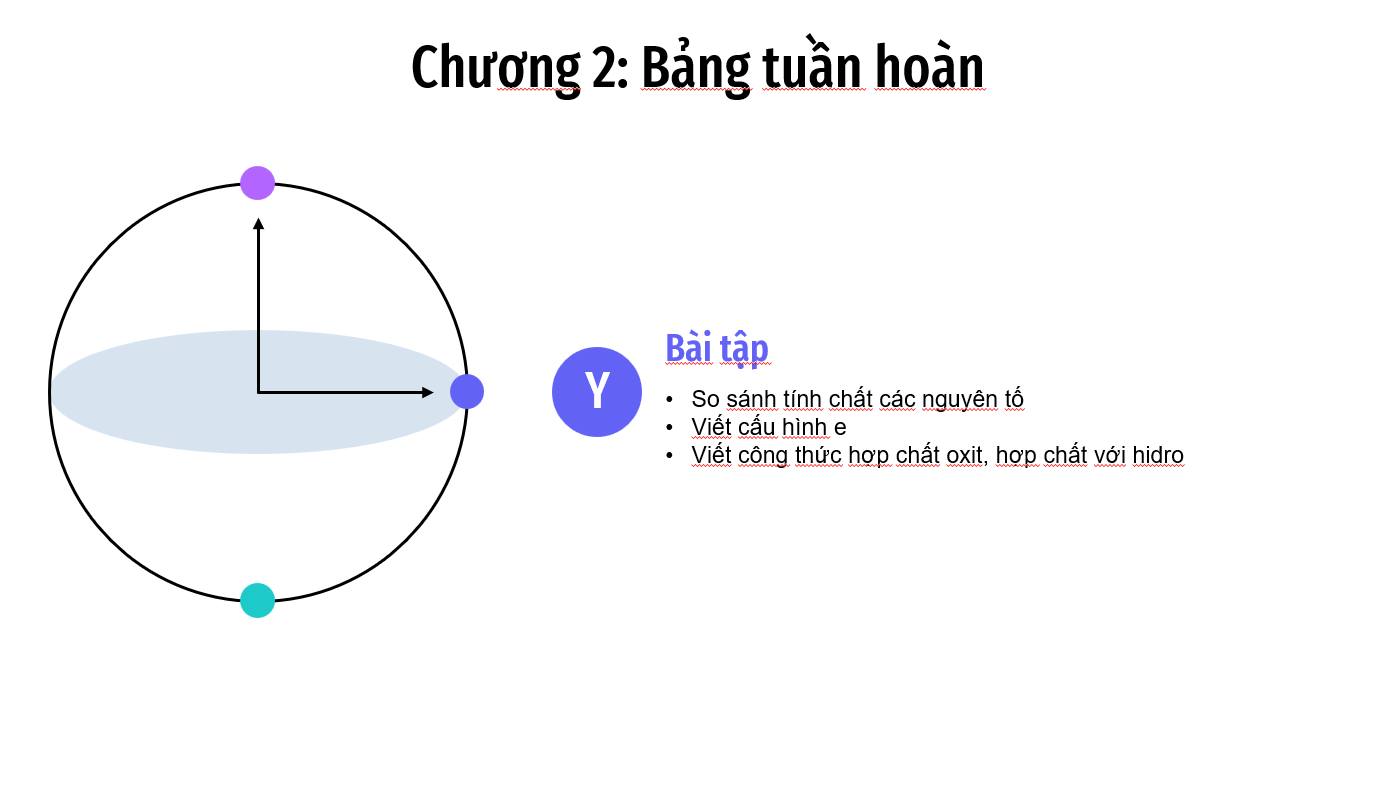 Chương 2: Bảng tuần hoàn
Y
Bài tập
• So sánh tính chất các nguyên tố
• Viết cấu hình e
• Viết công thức hợp chất oxit, hợp chất với hidro